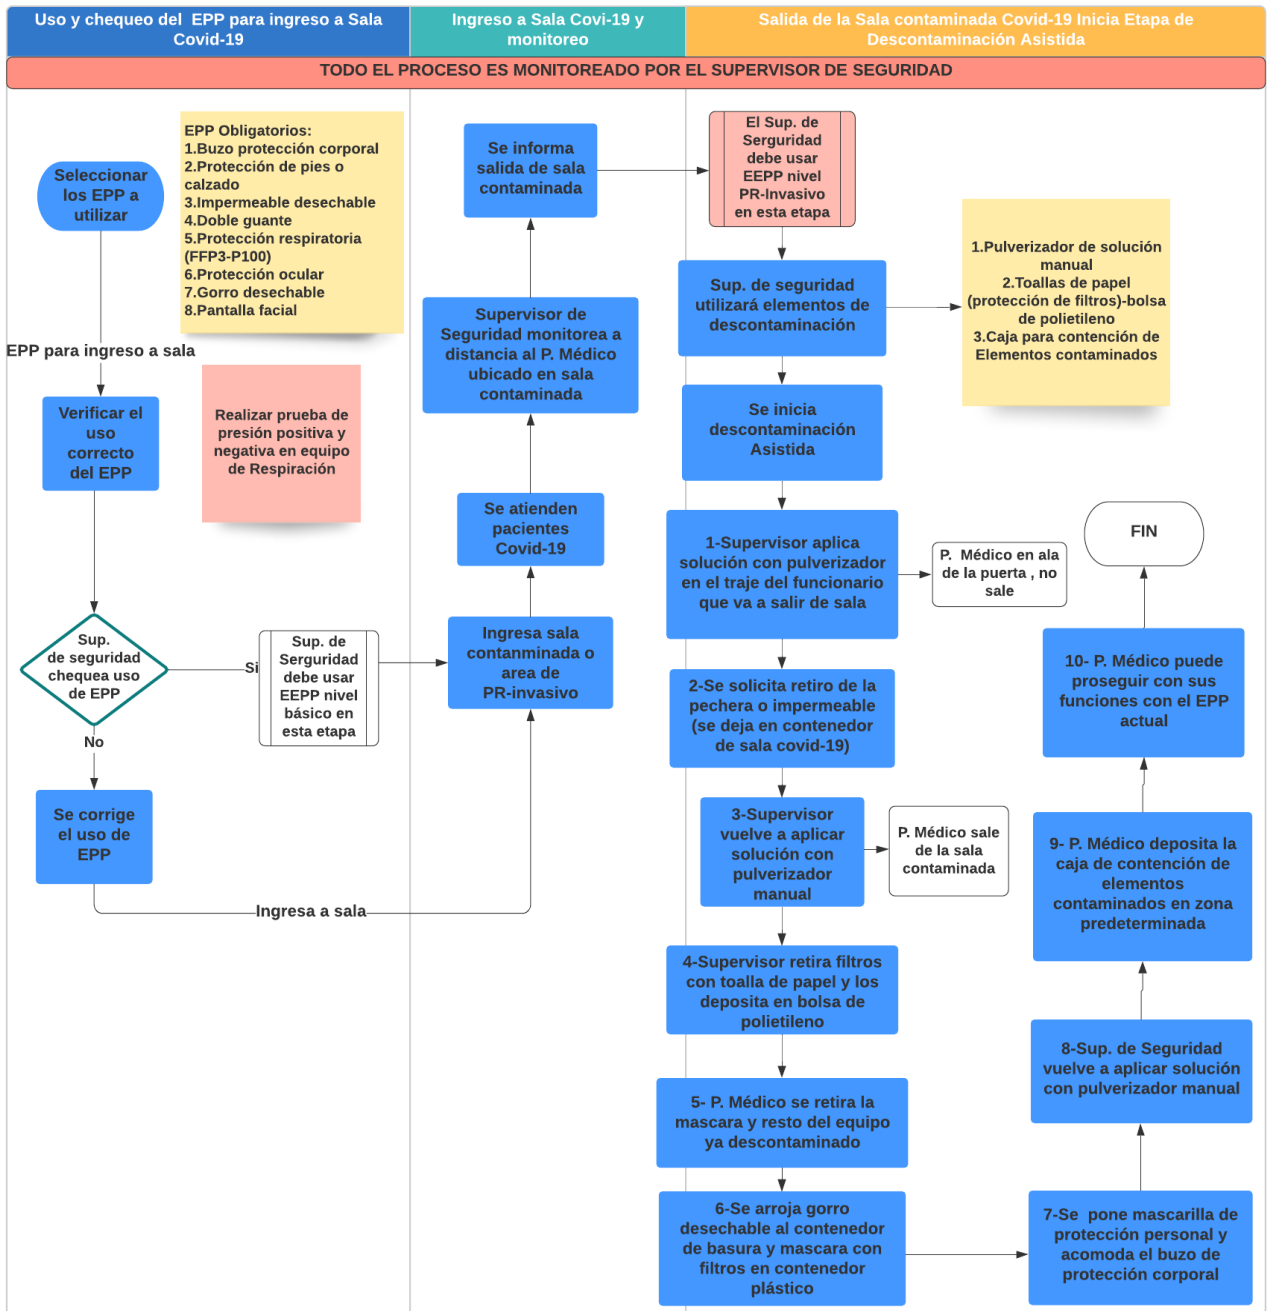 Uso y chequeo del  EPP para ingreso a Sala
Covid-19
Ingreso a Sala Covi-19 y
monitoreo
Salida de la Sala contaminada Covid-19 Inicia Etapa de
Descontaminación Asistida
TODO EL PROCESO ES MONITOREADO POR EL SUPERVISOR DE SEGURIDAD
Seleccionar
los EPP a
utilizar
EPP Obligatorios:
1.Buzo protección corporal
2.Protección de pies o
calzado
3.Impermeable desechable
4.Doble guante
5.Protección respiratoria
(FFP3-P100)
6.Protección ocular
7.Gorro desechable
8.Pantalla facial
EPP para ingreso a sala
Verificar el
uso
correcto
del EPP
Realizar prueba de
presión positiva y
negativa en equipo
de Respiración
Sup.
de seguridad
chequea uso
de EPP
Si
Sup. de
Serguridad
debe usar
EEPP nivel
básico en
esta etapa
No
Se corrige
el uso de
EPP
Ingresa a sala
Se informa
salida de sala
contaminada
Supervisor de
Seguridad monitorea a
distancia al P. Médico
ubicado en sala
contaminada
Se atienden
pacientes
Covid-19
Ingresa sala
contanminada o
area de
PR-invasivo
El Sup. de
Serguridad
debe usar
EEPP nivel
PR-Invasivo
en esta etapa
Sup. de seguridad
utilizará elementos de
descontaminación
1.Pulverizador de solución
manual
2.Toallas de papel
(protección de filtros)-bolsa
de polietileno
3.Caja para contención de
Elementos contaminados
Se inicia
descontaminación
Asistida
1-Supervisor aplica
solución con pulverizador
en el traje del funcionario
que va a salir de sala
P.  Médico en ala
de la puerta , no
sale
2-Se solicita retiro de la
pechera o impermeable
(se deja en contenedor
de sala covid-19)
3-Supervisor
vuelve a aplicar
solución con
pulverizador
manual
P. Médico sale
de la sala
contaminada
4-Supervisor retira filtros
con toalla de papel y los
deposita en bolsa de
polietileno
5- P. Médico se retira la
mascara y resto del equipo
ya descontaminado
6-Se arroja gorro
desechable al contenedor
de basura y mascara con
filtros en contenedor
plástico
7-Se  pone mascarilla de
protección personal y
acomoda el buzo de
protección corporal
8-Sup. de Seguridad
vuelve a aplicar solución
con pulverizador manual
9- P. Médico deposita la
caja de contención de
elementos
contaminados en zona
predeterminada
10- P. Médico puede
proseguir con sus
funciones con el EPP
actual
FIN